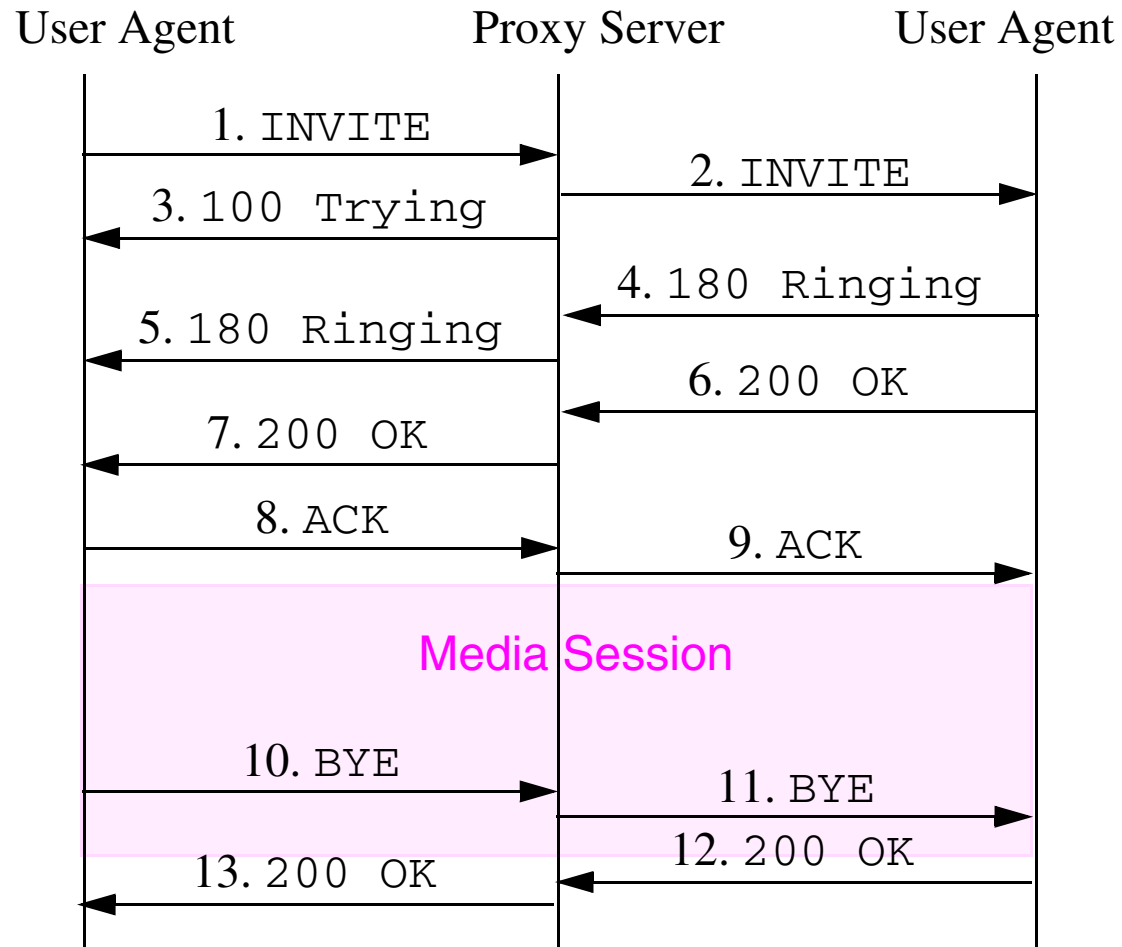 User Agent
Proxy Server
User Agent
1. INVITE
2. INVITE
3. 100 Trying
4. 180 Ringing
5. 180 Ringing
6. 200 OK
7. 200 OK
8. ACK
9. ACK
Media Session
10. BYE
11. BYE
12. 200 OK
13. 200 OK